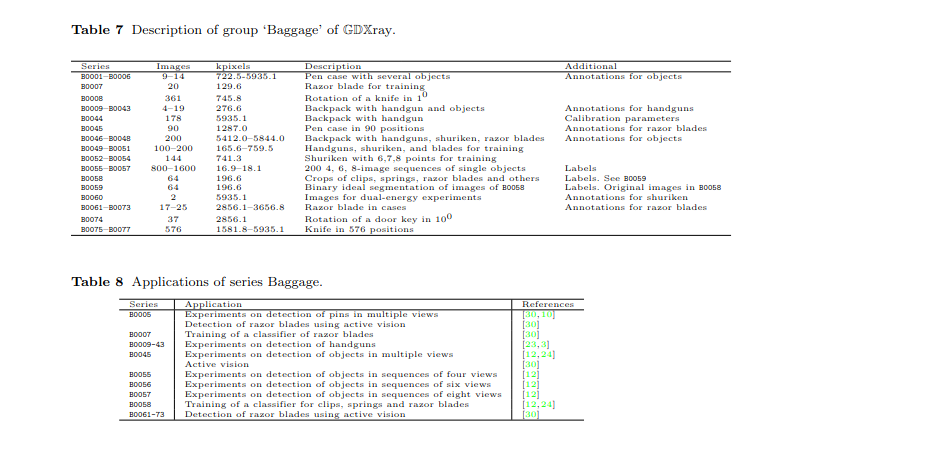 Table 7 Description of group ‘Baggage’ of 𝔾𝔻𝕏ray.
Series Images kpixels Description Additional
B0001–B0006 9–14 722.5-5935.1 Pen case with several objects Annotations for objects
B0007 20 129.6 Razor blade for training
B0008 361 745.8 Rotation of a knife in 1⁰
B0009–B0043 4–19 276.6 Backpack with handgun and objects Annotations for handguns
B0044 178 5935.1 Backpack with handgun Calibration parameters
B0045 90 1287.0 Pen case in 90 positions Annotations for razor blades
B0046–B0048 200 5412.0–5844.0 Backpack with handguns, shuriken, razor blades Annotations for objects
B0049–B0051 100–200 165.6–759.5 Handguns, shuriken, and blades for training
B0052–B0054 144 741.3 Shuriken with 6,7,8 points for training
B0055–B0057 800–1600 16.9–18.1 200 4, 6, 8-image sequences of single objects Labels
B0058 64 196.6 Crops of clips, springs, razor blades and others Labels. See B0059
B0059 64 196.6 Binary ideal segmentation of images of B0058 Labels. Original images in B0058
B0060 2 5935.1 Images for dual-energy experiments Annotations for shuriken
B0061–B0073 17–25 2856.1–3656.8 Razor blade in cases Annotations for razor blades
B0074 37 2856.1 Rotation of a door key in 10⁰
B0075–B0077 576 1581.8–5935.1 Knife in 576 positions
Table 8 Applications of series Baggage.
Series Application References
B0005 Experiments on detection of pins in multiple views [30,10]
Detection of razor blades using active vision [30]
B0007 Training of a classifier of razor blades [30]
B0009-43 Experiments on detection of handguns [23,3]
B0045 Experiments on detection of objects in multiple views [12,24]
Active vision [30]
B0055 Experiments on detection of objects in sequences of four views [12]
B0056 Experiments on detection of objects in sequences of six views [12]
B0057 Experiments on detection of objects in sequences of eight views [12]
B0058 Training of a classifier for clips, springs and razor blades [12,24]
B0061-73 Detection of razor blades using active vision [30]